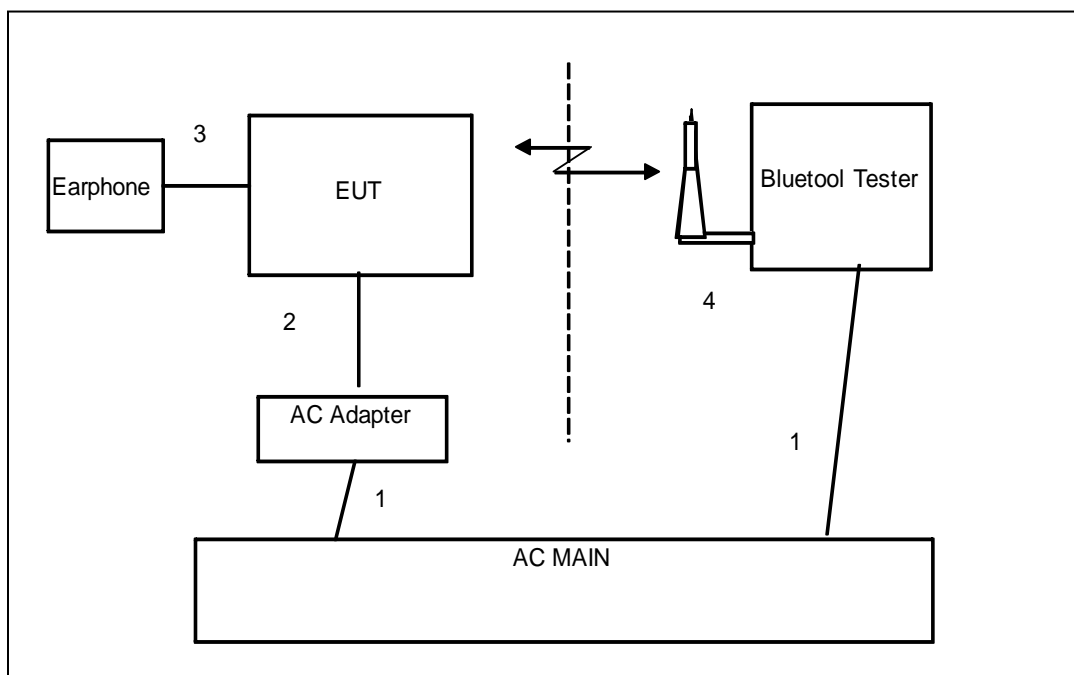 3
Earphone
EUT
Bluetool Tester
2
4
AC Adapter
1
1
AC MAIN